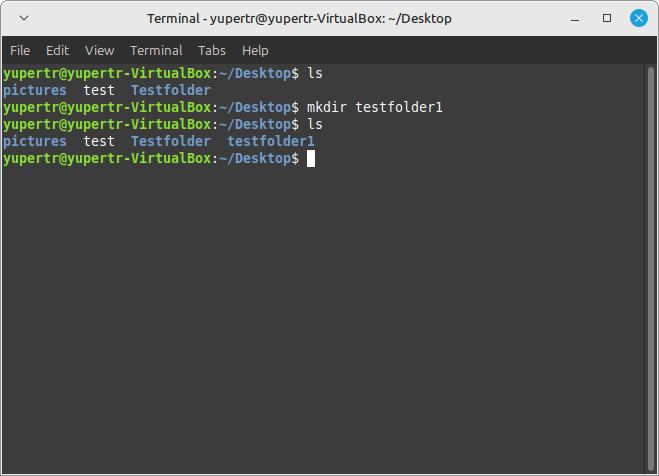 Terminal - yupertr@yupertr-VirtualBox: ~/Desktop
File Edit View Terminal Tabs Help
yupertr@yupertr-VirtualBox:~/Desktop$ ls
pictures  test  Testfolder
yupertr@yupertr-VirtualBox:~/Desktop$ mkdir testfolder1
yupertr@yupertr-VirtualBox:~/Desktop$ ls
pictures  test  Testfolder  testfolder1
yupertr@yupertr-VirtualBox:~/Desktop$